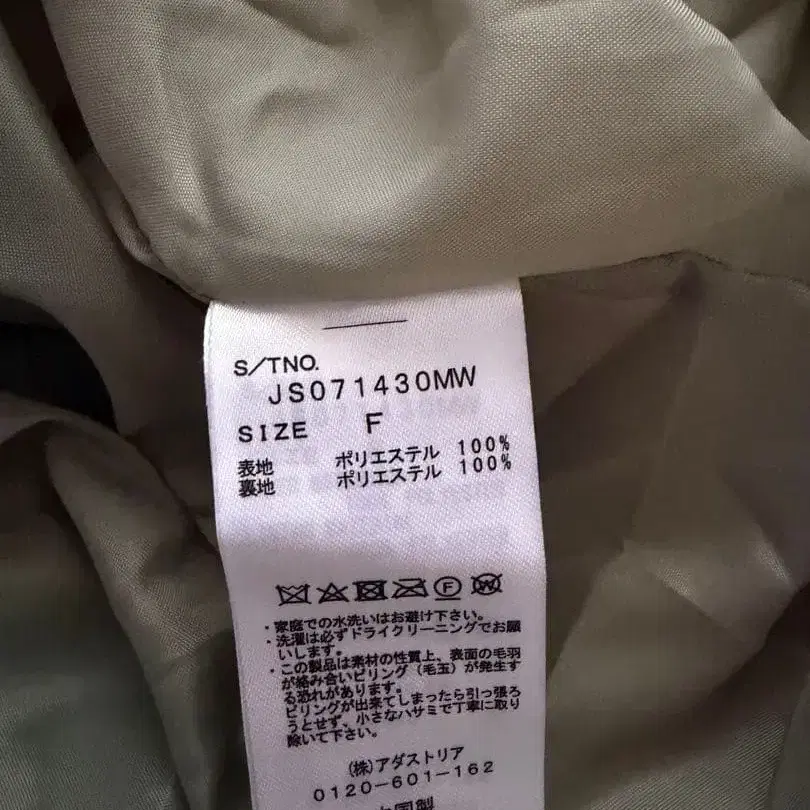 S/TNO.
JS071430MW
SIZE F
表地 ポリエステル 100%
裏地 ポリエステル 100%
・家庭での水洗いはお避け下さい。
・洗濯は必ずドライクリーニングでお願
いします。
・この製品は素材の性質上、表面の毛羽
が絡み合いピリング(毛玉)が発生す
る恐れがあります。
ピリングが出来てしまったら引っ張ろ
うとせず、小さなハサミで丁寧に取り
除いて下さい。
(株)アダストリア
0120-601-162
中国製